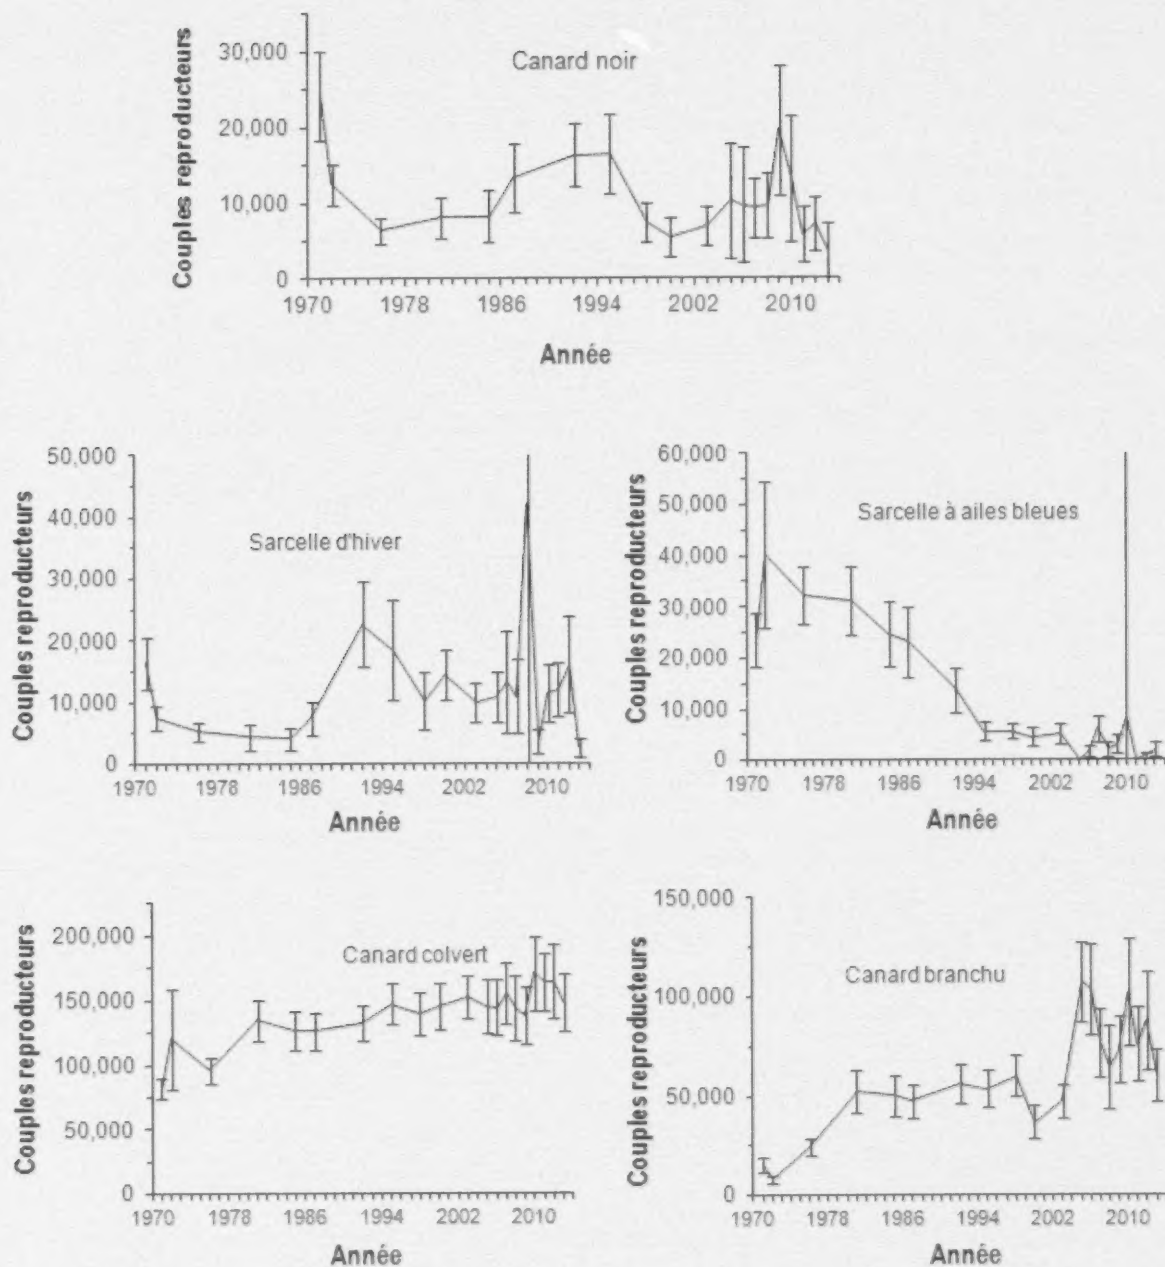 Canard noir
Couples reproducteurs
30,000
20,000
10,000
0
1970 1978 1986 1994 2002 2010
Année
Sarcelle d'hiver
Couples reproducteurs
50,000
40,000
30,000
20,000
10,000
0
1970 1978 1986 1994 2002 2010
Année
Sarcelle à ailes bleues
Couples reproducteurs
60,000
50,000
40,000
30,000
20,000
10,000
0
1970 1978 1986 1994 2002 2010
Année
Canard colvert
Couples reproducteurs
200,000
150,000
100,000
50,000
0
1970 1978 1986 1994 2002 2010
Année
Canard branchu
Couples reproducteurs
150,000
100,000
50,000
0
1970 1978 1986 1994 2002 2010
Année